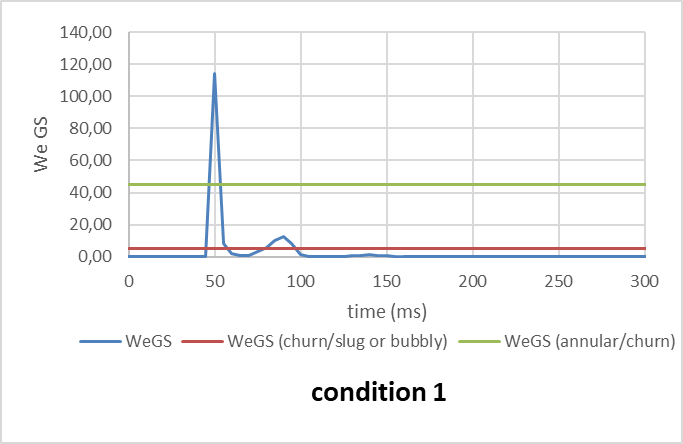 140,00
120,00
100,00
80,00
60,00
40,00
20,00
0,00
We GS
0 50 100 150 200 250 300
time (ms)
WeGS WeGS (churn/slug or bubbly) WeGS (annular/churn)
condition 1